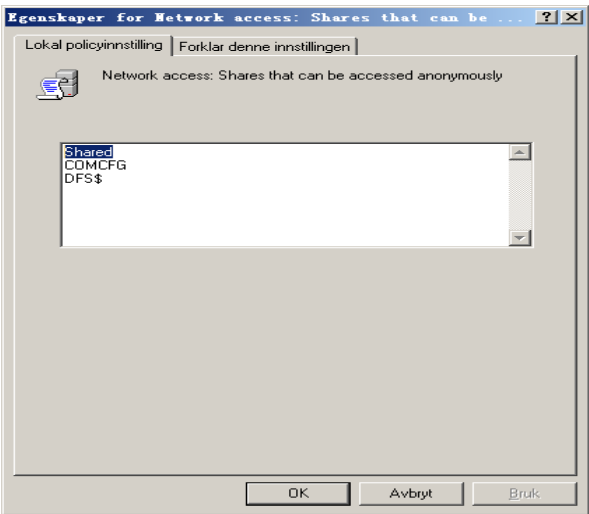 Egenskaper for Network access: Shares that can be ...
Lokal policyinnstilling
Forklar denne innstillingen
Network access: Shares that can be accessed anonymously
Shared
COMCFG
DFS$
OK
Avbryt
Bruk